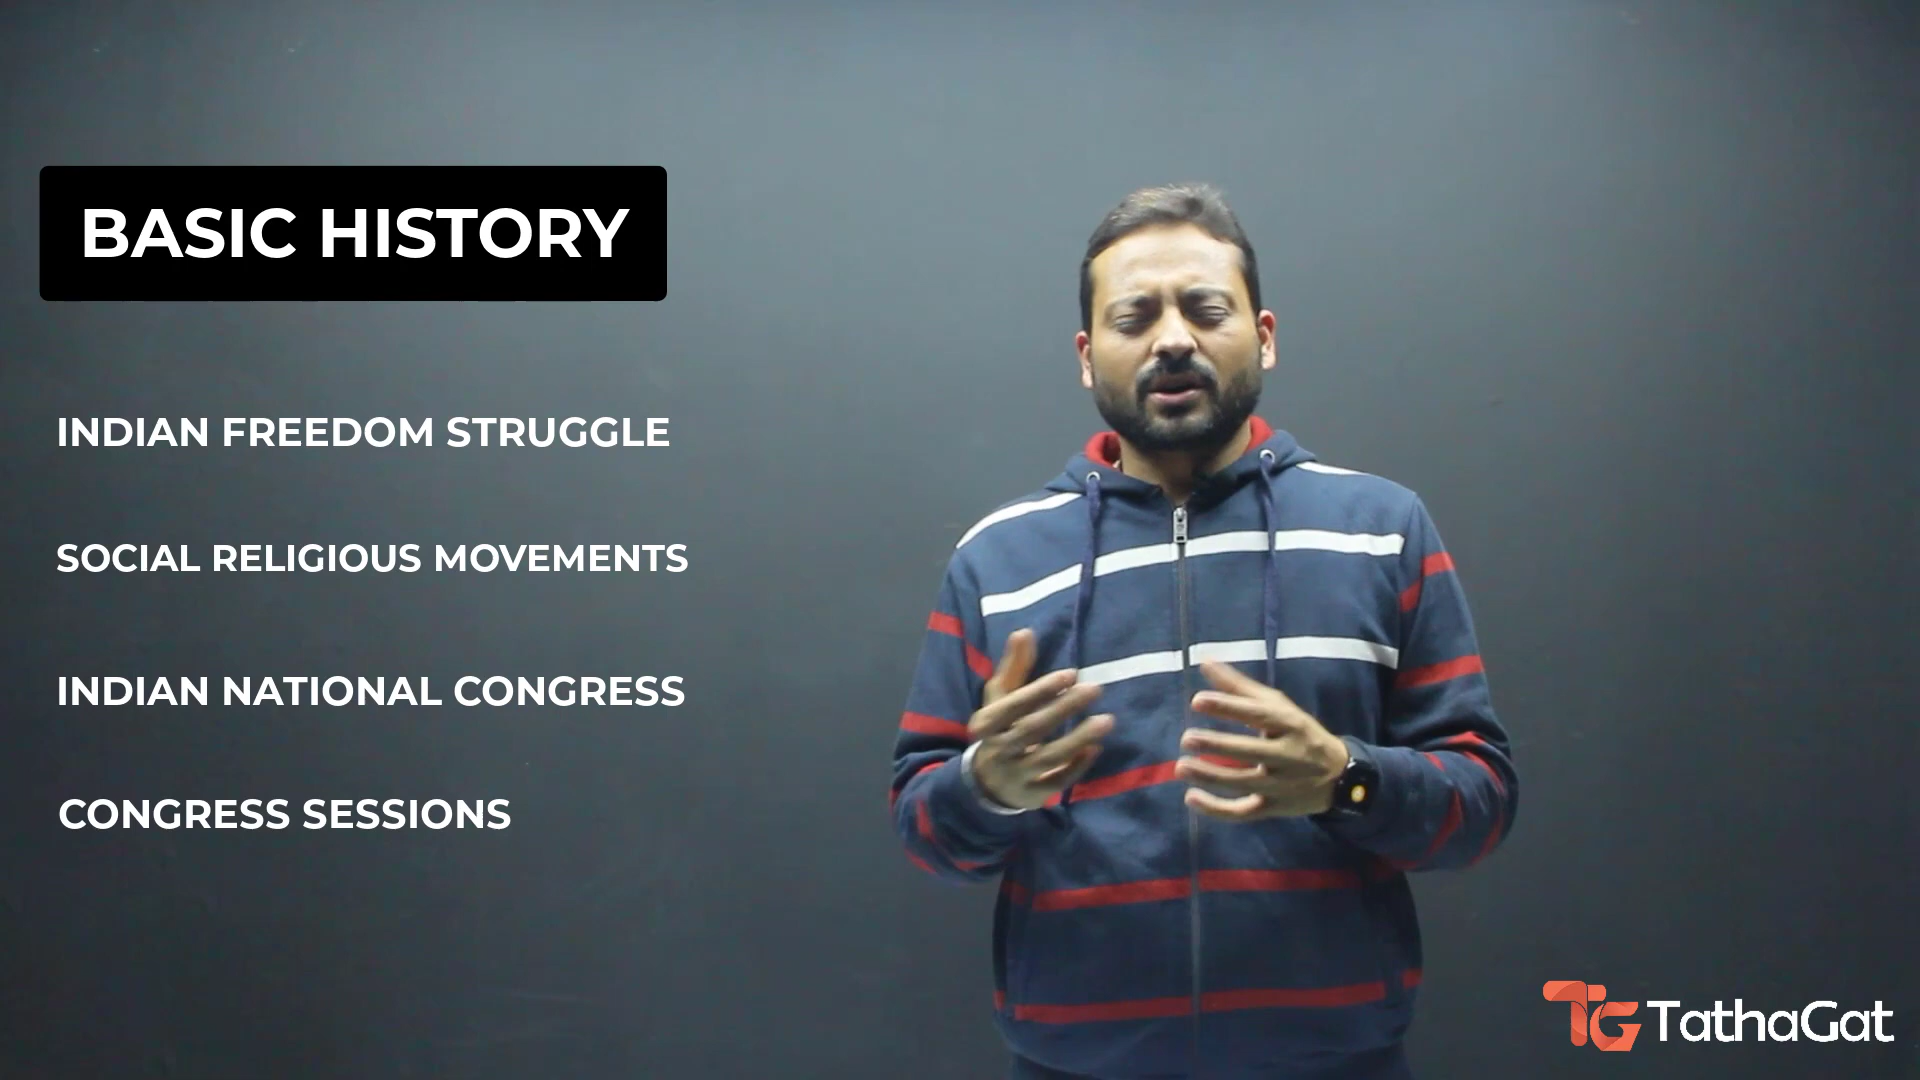 BASIC HISTORY
INDIAN FREEDOM STRUGGLE
SOCIAL RELIGIOUS MOVEMENTS
INDIAN NATIONAL CONGRESS
CONGRESS SESSIONS
TG TathaGat